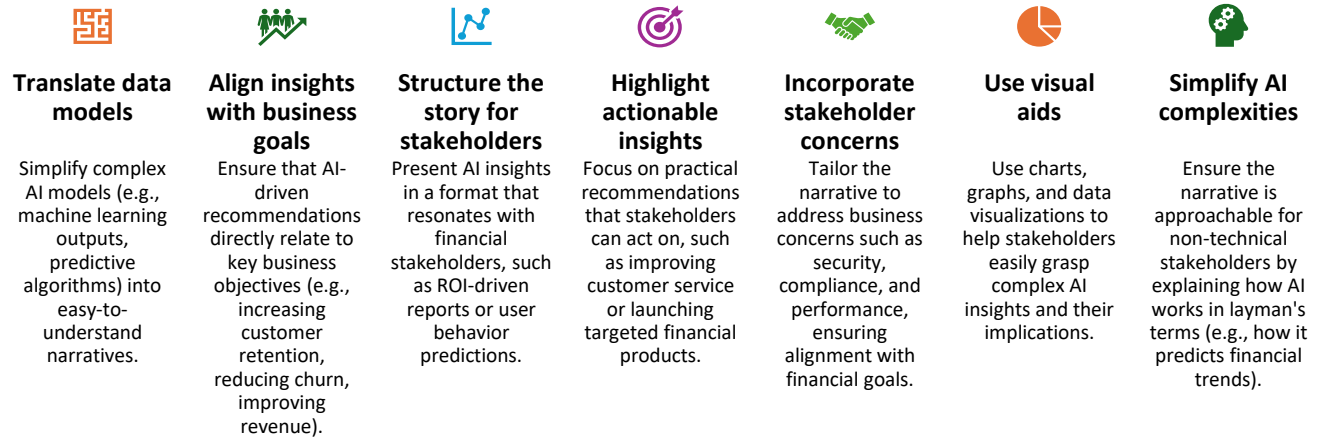 Translate data
models
Simplify complex
AI models (e.g.,
machine learning
outputs,
predictive
algorithms) into
easy-to-
understand
narratives.
Align insights
with business
goals
Ensure that AI-
driven
recommendations
directly relate to
key business
objectives (e.g.,
increasing
customer
retention,
reducing churn,
improving
revenue).
Structure the
story for
stakeholders
Present AI insights
in a format that
resonates with
financial
stakeholders, such
as ROI-driven
reports or user
behavior
predictions.
Highlight
actionable
insights
Focus on practical
recommendations
that stakeholders
can act on, such
as improving
customer service
or launching
targeted financial
products.
Incorporate
stakeholder
concerns
Tailor the
narrative to
address business
concerns such as
security,
compliance, and
performance,
ensuring
alignment with
financial goals.
Use visual
aids
Use charts,
graphs, and data
visualizations to
help stakeholders
easily grasp
complex AI
insights and their
implications.
Simplify AI
complexities
Ensure the
narrative is
approachable for
non-technical
stakeholders by
explaining how AI
works in layman's
terms (e.g., how it
predicts financial
trends).